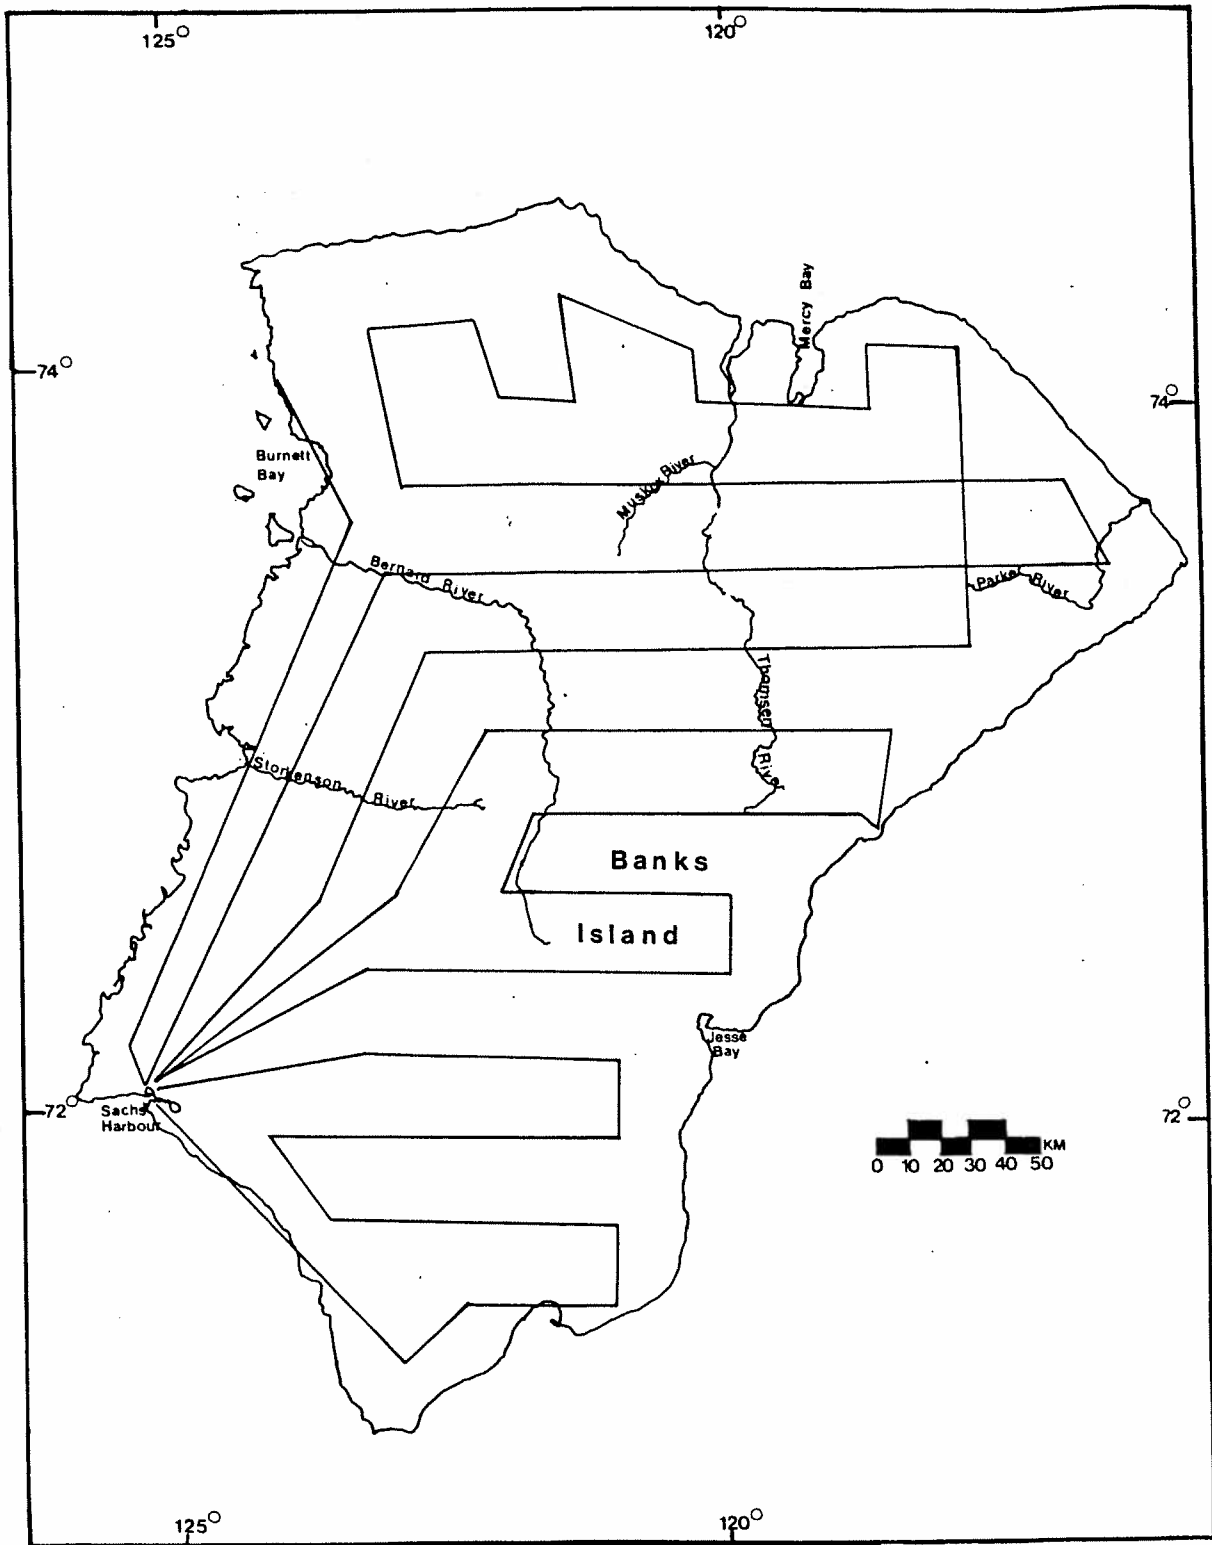 125°
120°
Mercy Bay
74°
74°
Burnett
Bay
Muskox River
Bernard River
Parker River
Thomsen
River
Storkenson River
Banks
Island
Jesse
Bay
72°
Sachs
Harbour
72°
KM
0 10 20 30 40 50
125°
120°